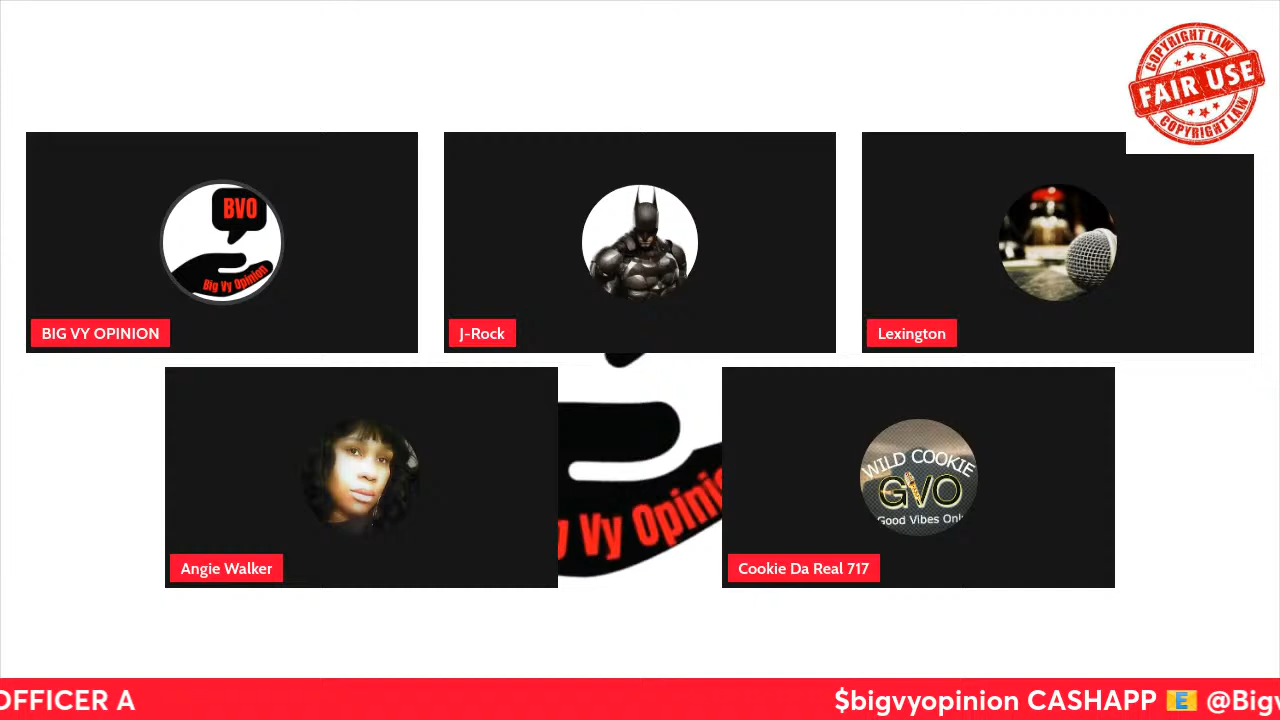 COPYRIGHT LAW
FAIR USE
COPYRIGHT LAW
BVO
Big Vy Opinion
BIG VY OPINION
J-Rock
Lexington
WILD COOKIE
GVO
Good Vibes Onl
Vy Opini
Angie Walker
Cookie Da Real 717
OFFICER A
$bigvyopinion CASHAPP 📧 @Bigv